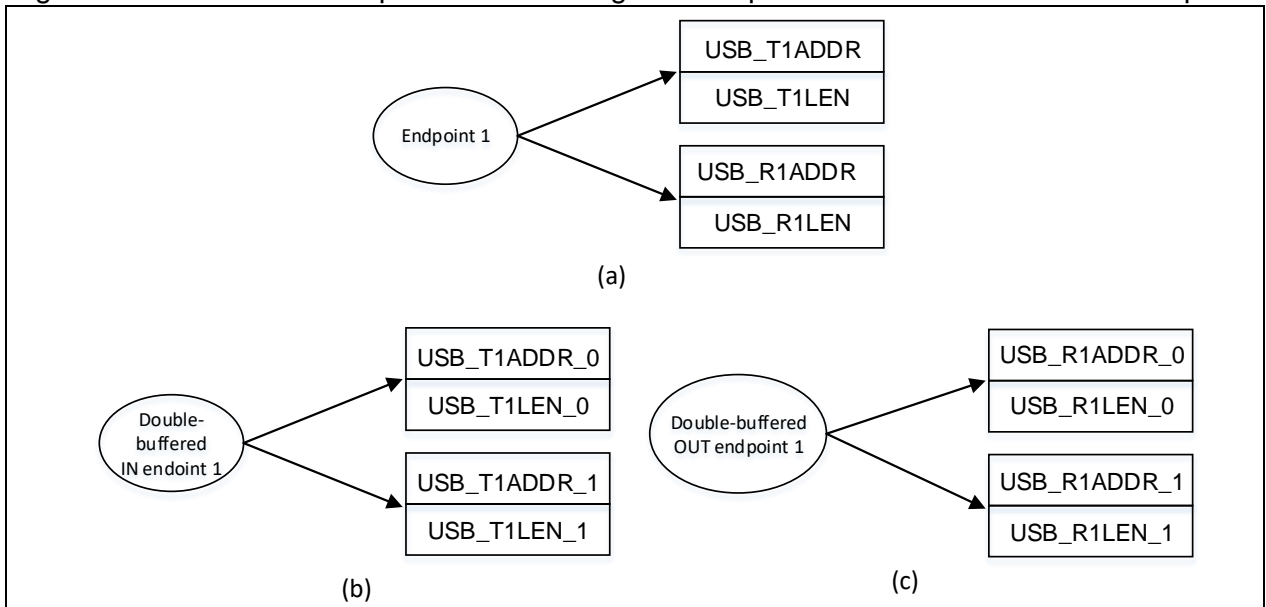 USB_T1ADDR
USB_T1LEN
Endpoint 1
USB_R1ADDR
USB_R1LEN
(a)
USB_T1ADDR_0
USB_T1LEN_0
Double-
buffered
IN endoint 1
USB_T1ADDR_1
USB_T1LEN_1
(b)
USB_R1ADDR_0
USB_R1LEN_0
Double-buffered
OUT endpoint 1
USB_R1ADDR_1
USB_R1LEN_1
(c)